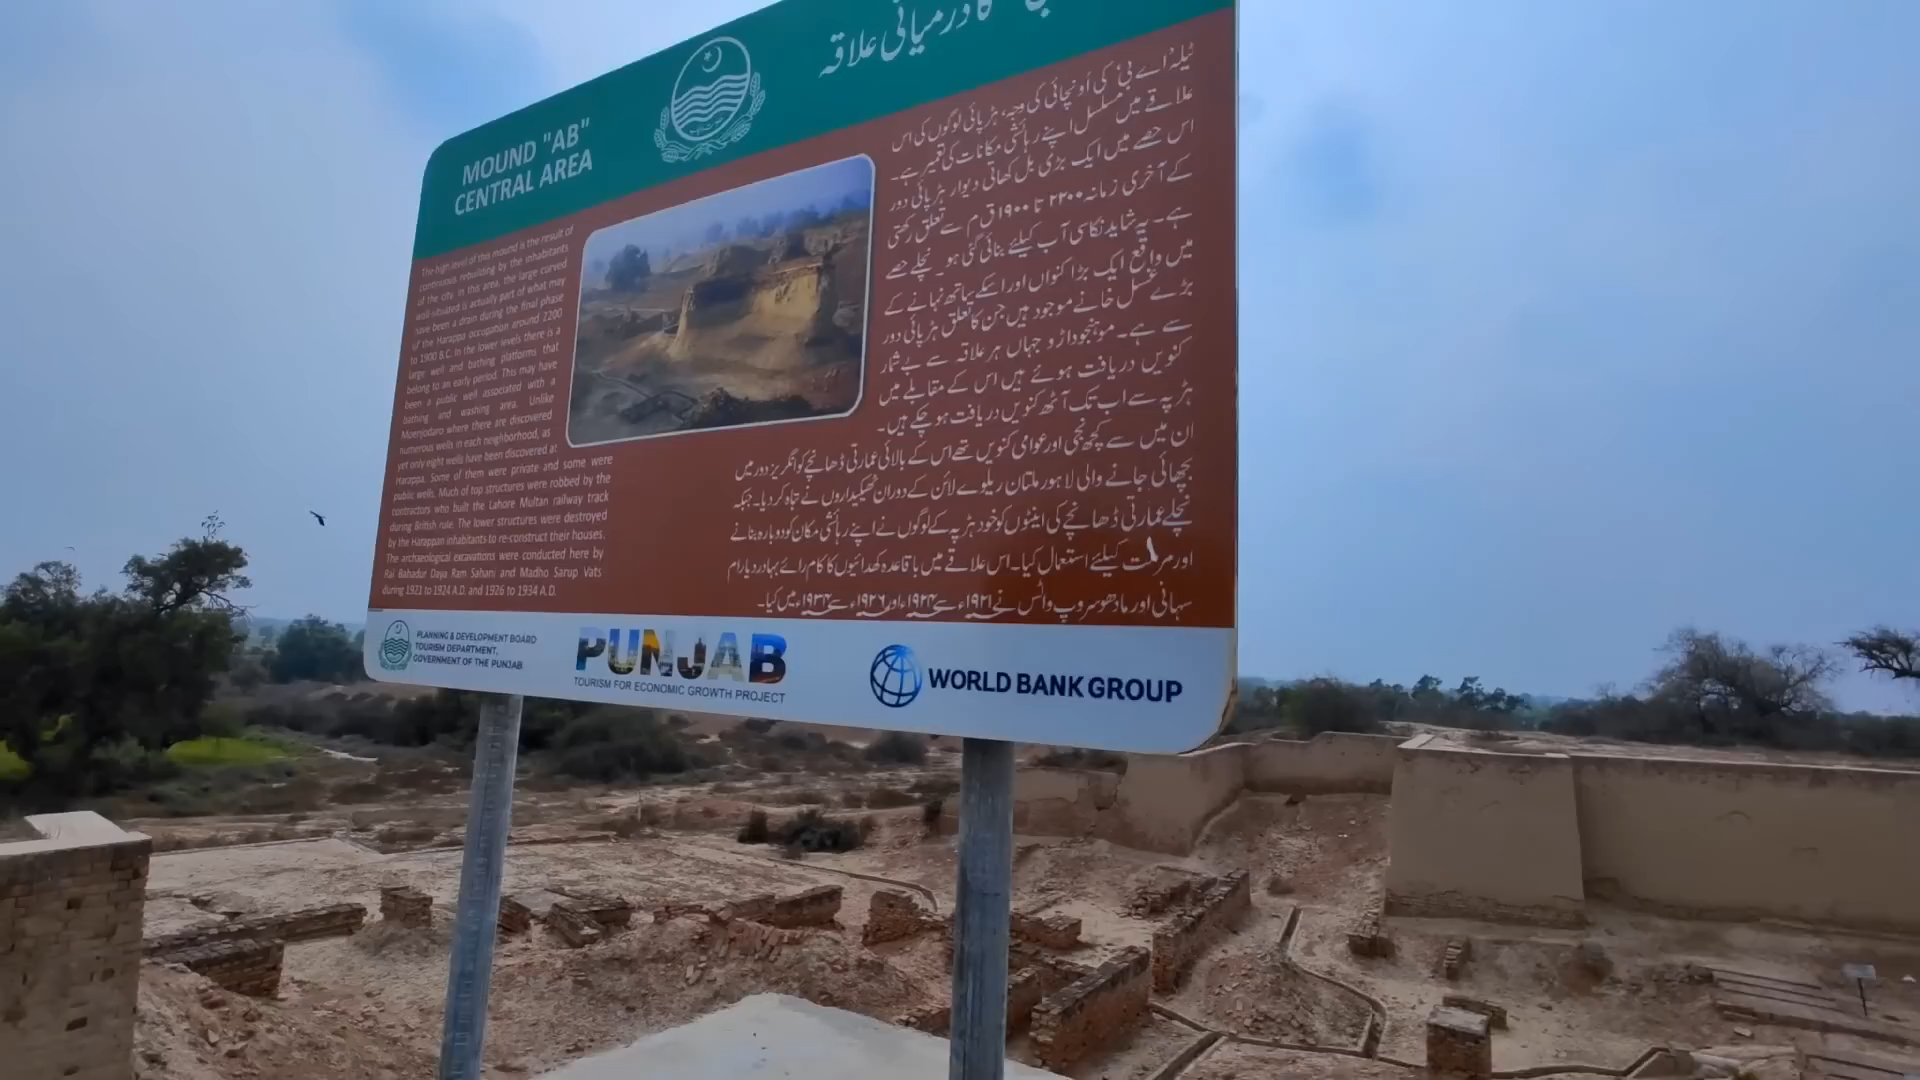 MOUND "AB"
CENTRAL AREA
کا درمیانی علاقہ
The high level of this mound is the result of
continuous rebuilding by the inhabitants
of the city. In this area, the large curved
wall situated is actually part of what may
have been a drain during the final phase
of the Harappa occupation around 2200
to 1900 B.C. In the lower levels there is a
large well and bathing platforms that
belong to an early period. This may have
been a public well associated with a
bathing and washing area. Unlike
Moenjodaro where there are discovered
numerous wells in each neighborhood, as
yet only eight wells have been discovered at
Harappa. Some of them were private and some were
public wells. Much of top structures were robbed by the
contractors who built the Lahore Multan railway track
during British rule. The lower structures were destroyed
by the Harappan inhabitants to re-construct their houses.
The archaeological excavations were conducted here by
Rai Bahadur Daya Ram Sahani and Madho Sarup Vats
during 1921 to 1924 A.D. and 1926 to 1934 A.D.
ٹیلہ 'اے بی' کی اُونچائی کی وجہ، ہڑپائی لوگوں کی اس
علاقے میں مسلسل اپنے رہائشی مکانات کی تعمیر ہے۔
اس حصے میں ایک بڑی بل کھاتی دیوار ہڑپائی دور
کے آخری زمانہ ۲۲۰۰ تا ۱۹۰۰ ق م سے تعلق رکھتی
ہے۔ یہ شاید نکاسی آب کیلئے بنائی گئی ہو۔ نچلے حصے
میں واقع ایک بڑا کنواں اور اسکے ساتھ نہانے کے
بڑے غسل خانے موجود ہیں جن کا تعلق ہڑپائی دور
سے ہے۔ موہنجوداڑو جہاں ہر علاقہ سے بے شمار
کنویں دریافت ہوئے ہیں اس کے مقابلے میں
ہڑپہ سے اب تک آٹھ کنویں دریافت ہو چکے ہیں۔
ان میں سے کچھ نجی اور عوامی کنویں تھے اس کے بالائی عمارتی ڈھانچے کو انگریز دور میں
بچھائی جانے والی لاہور ملتان ریلوے لائن کے دوران ٹھیکیداروں نے تباہ کر دیا۔ جبکہ
نچلے عمارتی ڈھانچے کی اینٹوں کو خود ہڑپہ کے لوگوں نے اپنے رہائشی مکان کو دوبارہ بنانے
اور مرمت کیلئے استعمال کیا۔ اس علاقے میں باقاعدہ کھدائیوں کا کام رائے بہادر دیا رام
سہانی اور مادھو سروپ واٹس نے ۱۹۲۱ء سے ۱۹۲۴ء اور ۱۹۲۶ء سے ۱۹۳۴ء میں کیا۔
PLANNING & DEVELOPMENT BOARD
TOURISM DEPARTMENT,
GOVERNMENT OF THE PUNJAB
PUNJAB
TOURISM FOR ECONOMIC GROWTH PROJECT
WORLD BANK GROUP